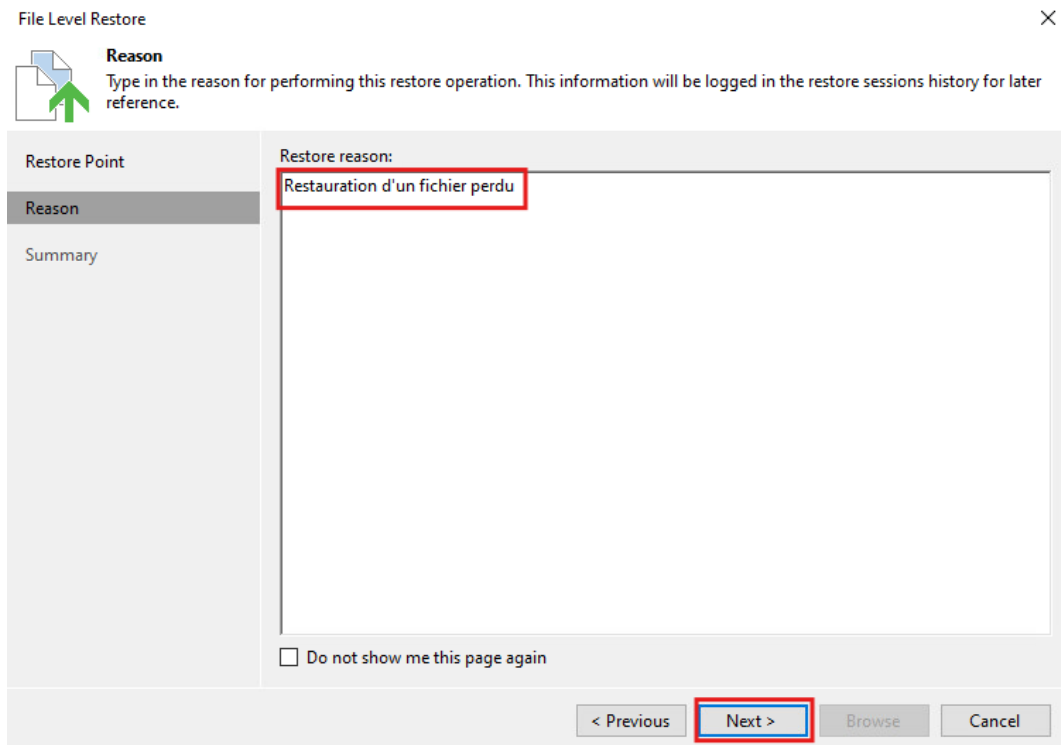 File Level Restore
Reason
Type in the reason for performing this restore operation. This information will be logged in the restore sessions history for later
reference.
Restore Point
Reason
Summary
Restore reason:
Restauration d'un fichier perdu
Do not show me this page again
< Previous
Next >
Browse
Cancel